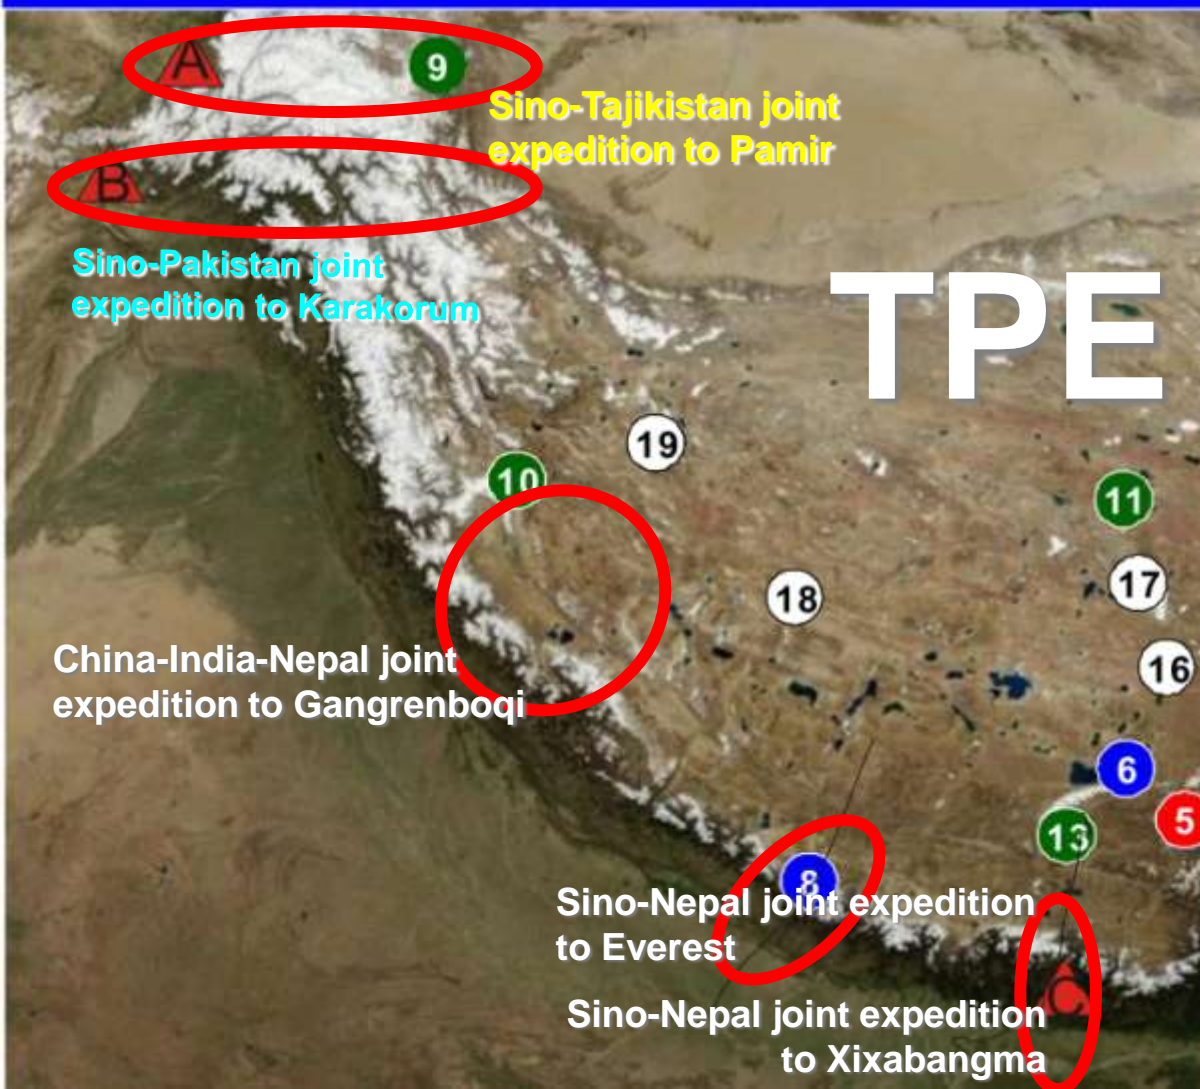 A
9
Sino-Tajikistan joint
expedition to Pamir
B
Sino-Pakistan joint
expedition to Karakorum
TPE
19
10
11
17
18
China-India-Nepal joint
expedition to Gangrenboqi
16
6
5
13
8
Sino-Nepal joint expedition
to Everest
C
Sino-Nepal joint expedition
to Xixabangma